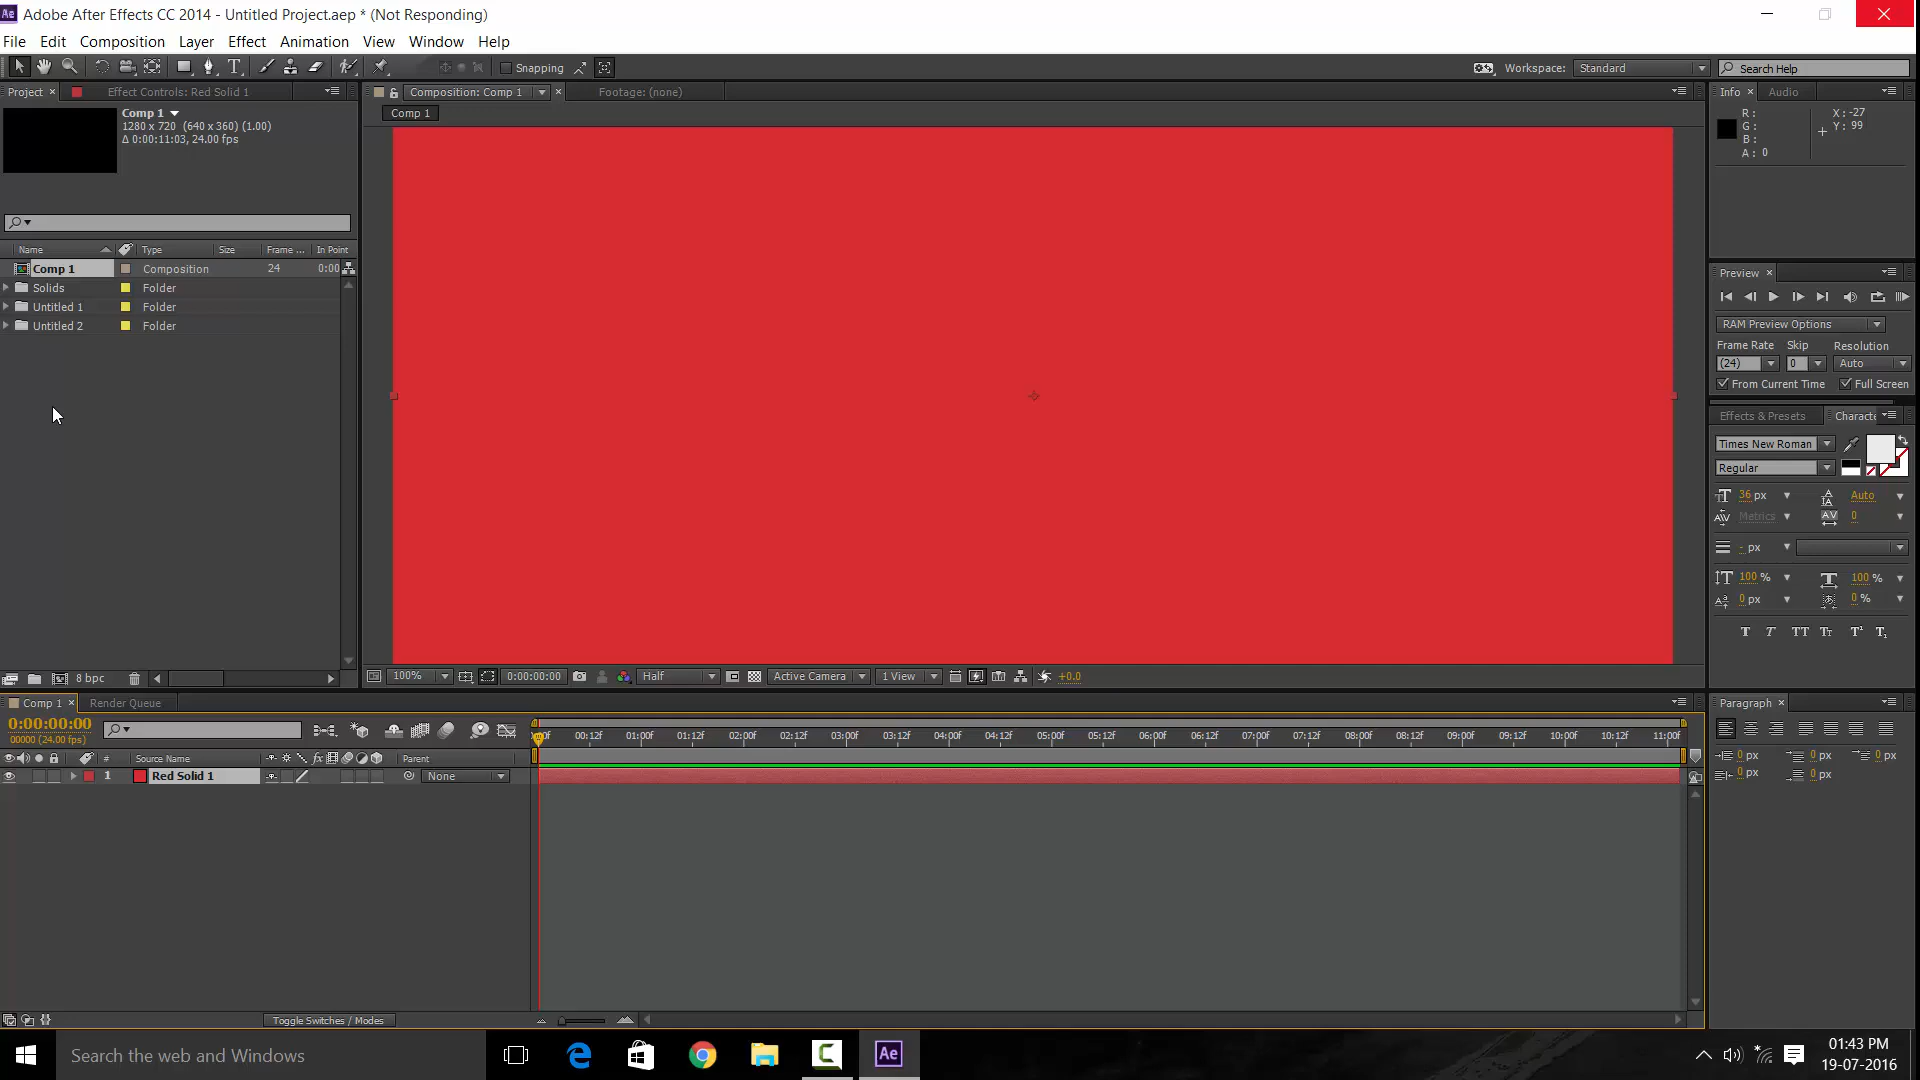 Ae Adobe After Effects CC 2014 - Untitled Project.aep * (Not Responding)
File Edit Composition Layer Effect Animation View Window Help
Snapping Workspace: Standard Search Help
Project × Effect Controls: Red Solid 1 Composition: Comp 1 × Footage: (none) Info × Audio
Comp 1
1280 x 720 (640 x 360) (1.00)
Δ 0:00:11:03, 24.00 fps
Comp 1
R:
G:
B:
A: 0
X: -27
Y: 99
Name Type Size Frame ... In Point
Comp 1 Composition 24 0:00
Solids Folder
Untitled 1 Folder
Untitled 2 Folder
Preview ×
RAM Preview Options
Frame Rate Skip Resolution
(24) 0 Auto
From Current Time Full Screen
Effects & Presets Characte
Times New Roman
Regular
36 px Auto
Metrics 0
- px
100 % 100 %
0 px 0 %
T T TT Tт T¹ T₁
8 bpc 100% 0:00:00:00 Half Active Camera 1 View +0.0
Comp 1 × Render Queue
0:00:00:00
00000 (24.00 fps)
00:12f 01:00f 01:12f 02:00f 02:12f 03:00f 03:12f 04:00f 04:12f 05:00f 05:12f 06:00f 06:12f 07:00f 07:12f 08:00f 08:12f 09:00f 09:12f 10:00f 10:12f 11:00f
# Source Name fx Parent
1 Red Solid 1 None
Toggle Switches / Modes
Paragraph ×
0 px 0 px 0 px
0 px 0 px
Search the web and Windows
Ae
01:43 PM
19-07-2016